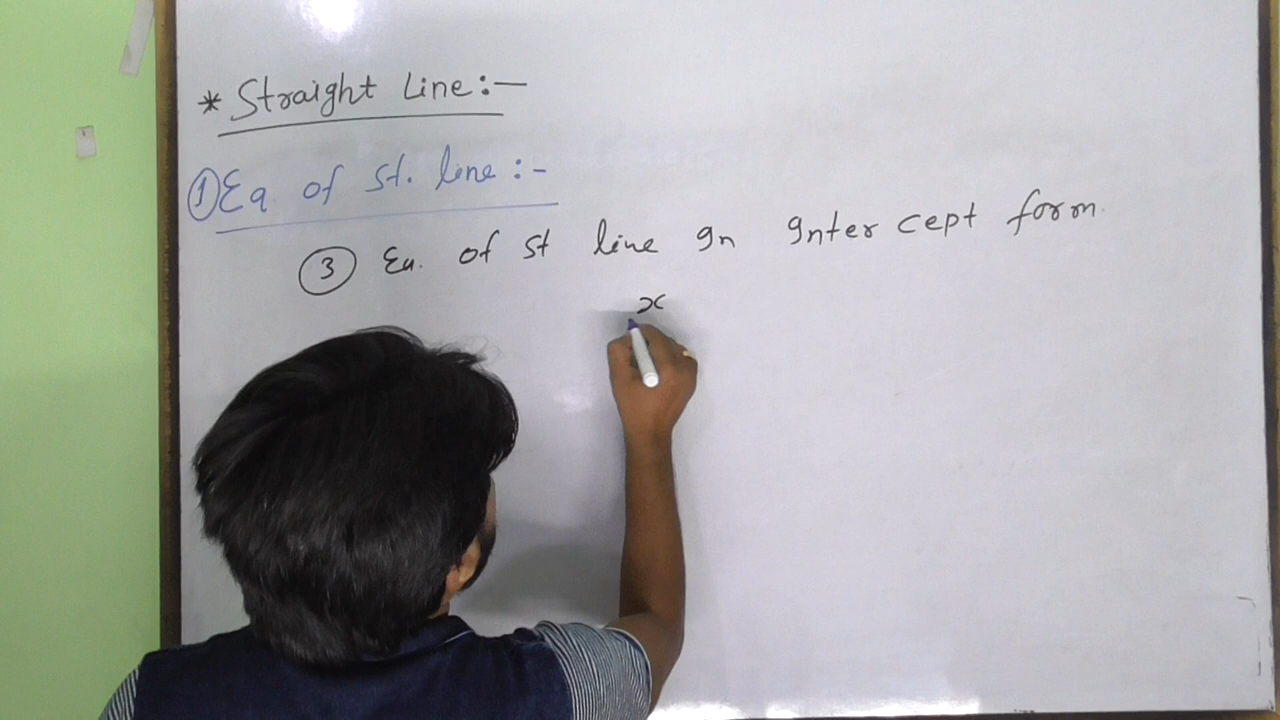 * Straight Line:-
① Eq. of st. line :-
③ Eq. of st line In Intercept form.
x